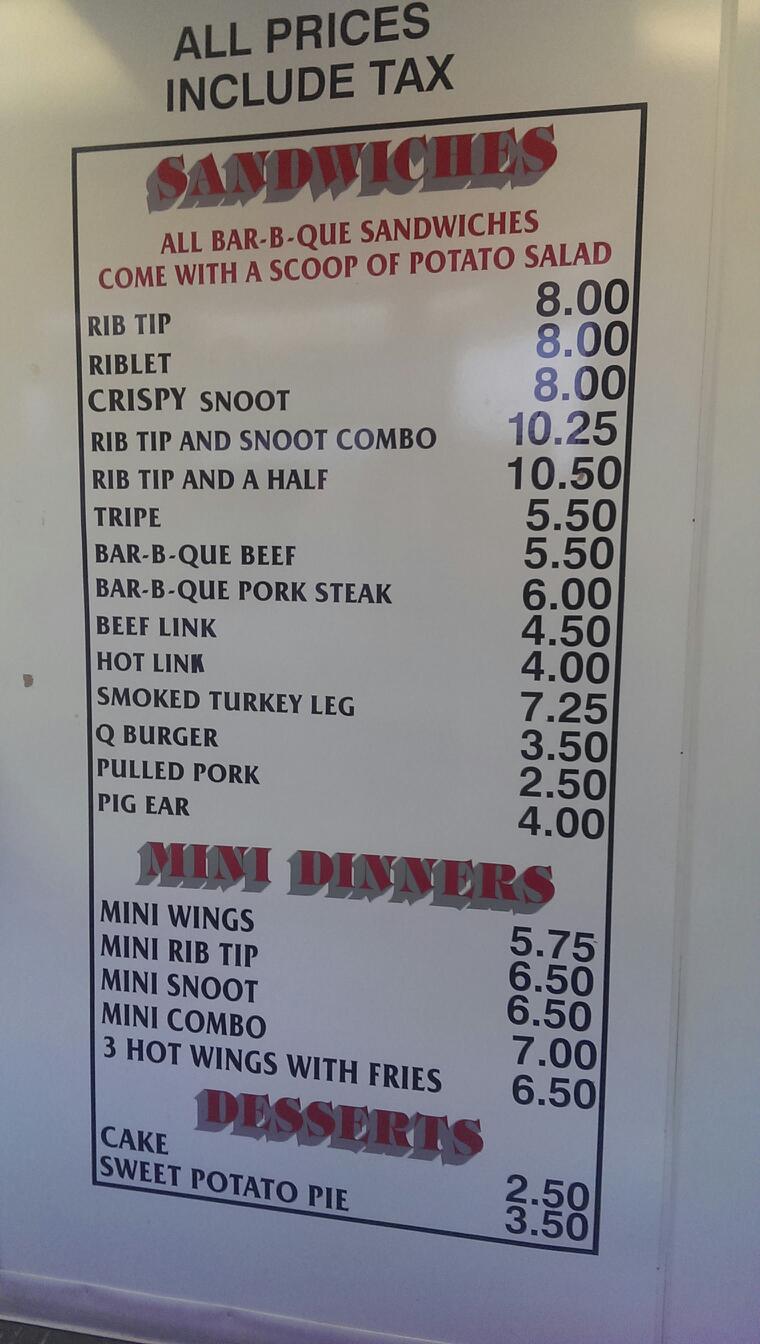 ALL PRICES
INCLUDE TAX
SANDWICHES
ALL BAR-B-QUE SANDWICHES
COME WITH A SCOOP OF POTATO SALAD
RIB TIP 8.00
RIBLET 8.00
CRISPY SNOOT 8.00
RIB TIP AND SNOOT COMBO 10.25
RIB TIP AND A HALF 10.50
TRIPE 5.50
BAR-B-QUE BEEF 5.50
BAR-B-QUE PORK STEAK 6.00
BEEF LINK 4.50
HOT LINK 4.00
SMOKED TURKEY LEG 7.25
Q BURGER 3.50
PULLED PORK 2.50
PIG EAR 4.00
MINI DINNERS
MINI WINGS 5.75
MINI RIB TIP 6.50
MINI SNOOT 6.50
MINI COMBO 7.00
3 HOT WINGS WITH FRIES 6.50
DESSERTS
CAKE 2.50
SWEET POTATO PIE 3.50